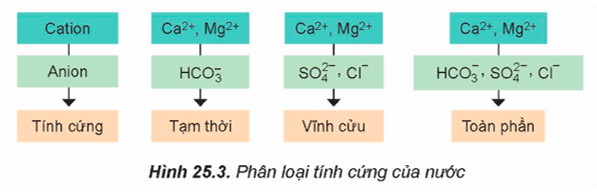 Cation Ca²⁺, Mg²⁺ Ca²⁺, Mg²⁺ Ca²⁺, Mg²⁺
Anion HCO₃⁻ SO₄²⁻, Cl⁻ HCO₃⁻, SO₄²⁻, Cl⁻
Tính cứng Tạm thời Vĩnh cửu Toàn phần
Hình 25.3. Phân loại tính cứng của nước